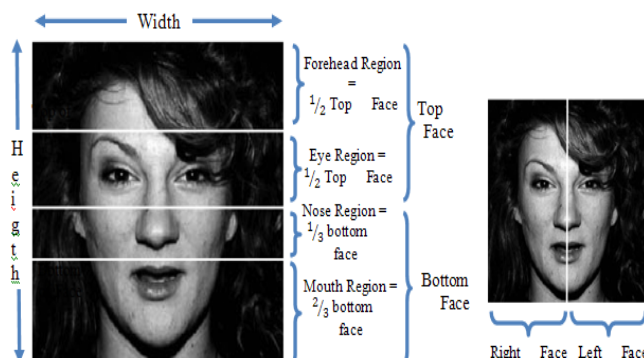 Width
H
e
i
g
t
h
Forehead Region
=
1/2 Top Face
Eye Region =
1/2 Top Face
Nose Region =
1/3 bottom
face
Mouth Region =
2/3 bottom
face
Top
Face
Bottom
Face
Right Face Left Face